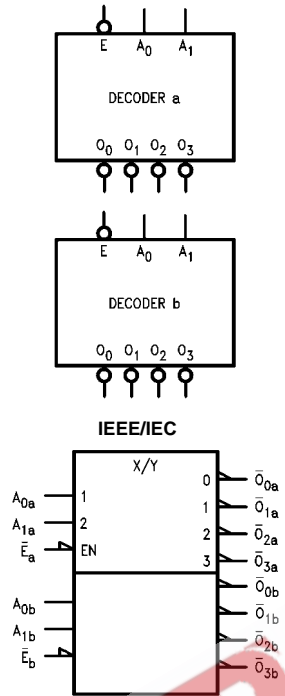 E A0 A1
DECODER a
O0 O1 O2 O3
E A0 A1
DECODER b
O0 O1 O2 O3
IEEE/IEC
X/Y
0 Ō0a
A0a 1
1 Ō1a
A1a 2
2 Ō2a
Ēa EN
3 Ō3a
Ō0b
A0b
Ō1b
A1b
Ō2b
Ēb
Ō3b